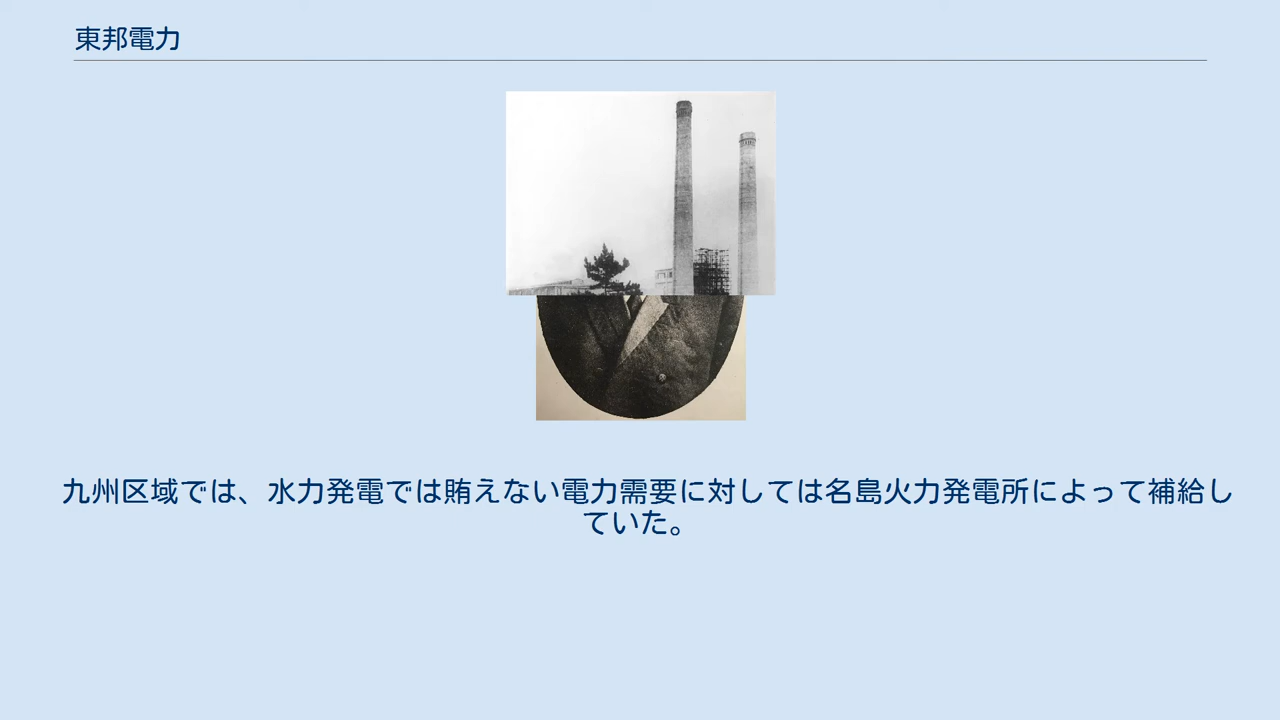 東邦電力
九州区域では、水力発電では賄えない電力需要に対しては名島火力発電所によって補給し
ていた。